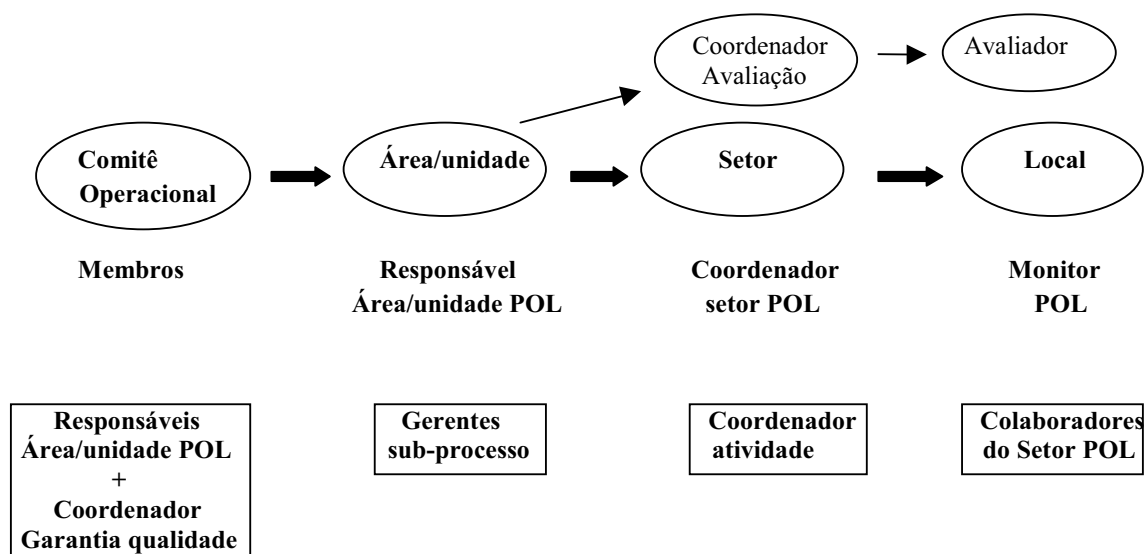 Coordenador
Avaliação
Avaliador
Comitê
Operacional
Área/unidade
Setor
Local
Membros
Responsável
Área/unidade POL
Coordenador
setor POL
Monitor
POL
Responsáveis
Área/unidade POL
+
Coordenador
Garantia qualidade
Gerentes
sub-processo
Coordenador
atividade
Colaboradores
do Setor POL